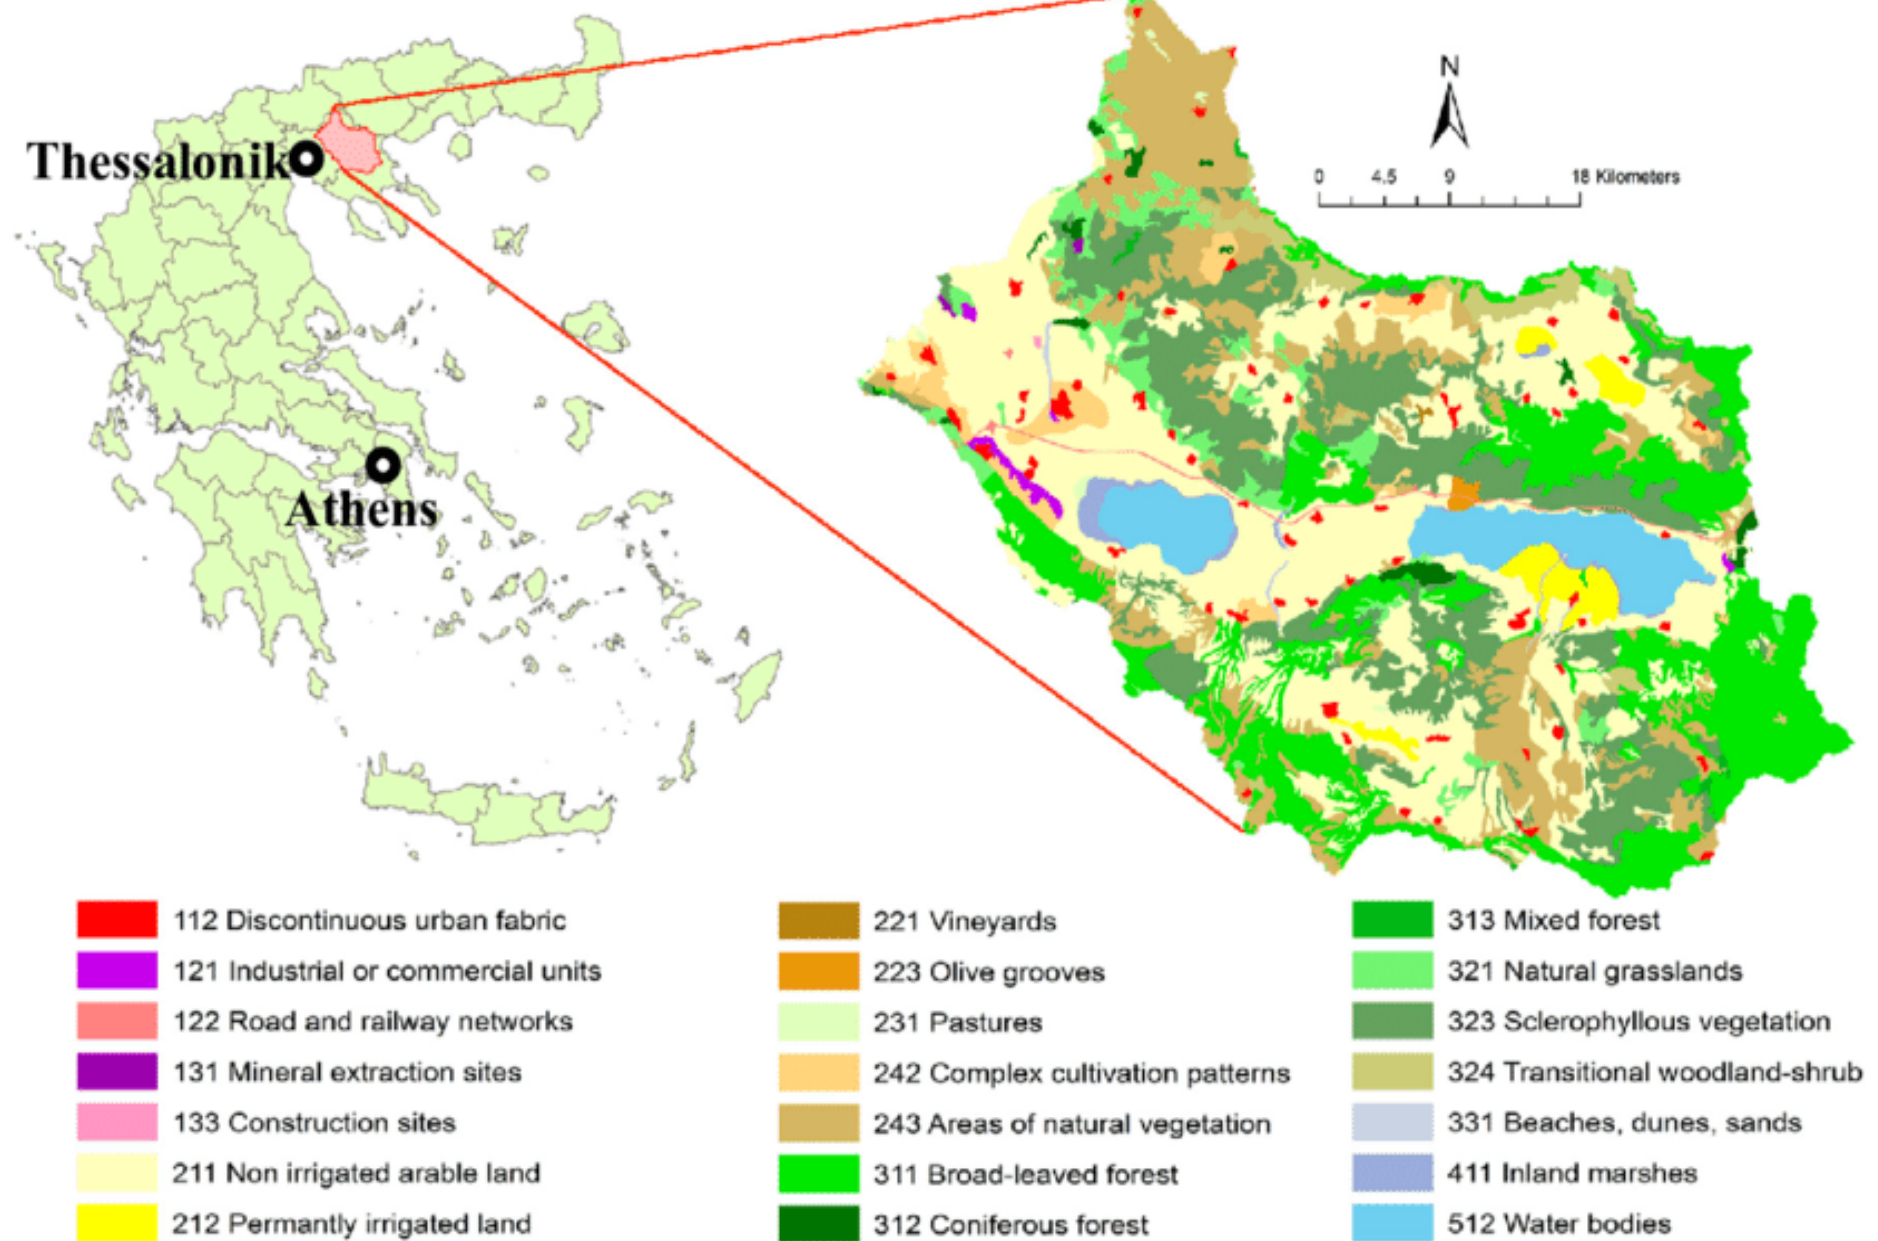 N
0 4.5 9 18 Kilometers
Thessalonik
Athens
112 Discontinuous urban fabric
121 Industrial or commercial units
122 Road and railway networks
131 Mineral extraction sites
133 Construction sites
211 Non irrigated arable land
212 Permantly irrigated land
221 Vineyards
223 Olive grooves
231 Pastures
242 Complex cultivation patterns
243 Areas of natural vegetation
311 Broad-leaved forest
312 Coniferous forest
313 Mixed forest
321 Natural grasslands
323 Sclerophyllous vegetation
324 Transitional woodland-shrub
331 Beaches, dunes, sands
411 Inland marshes
512 Water bodies